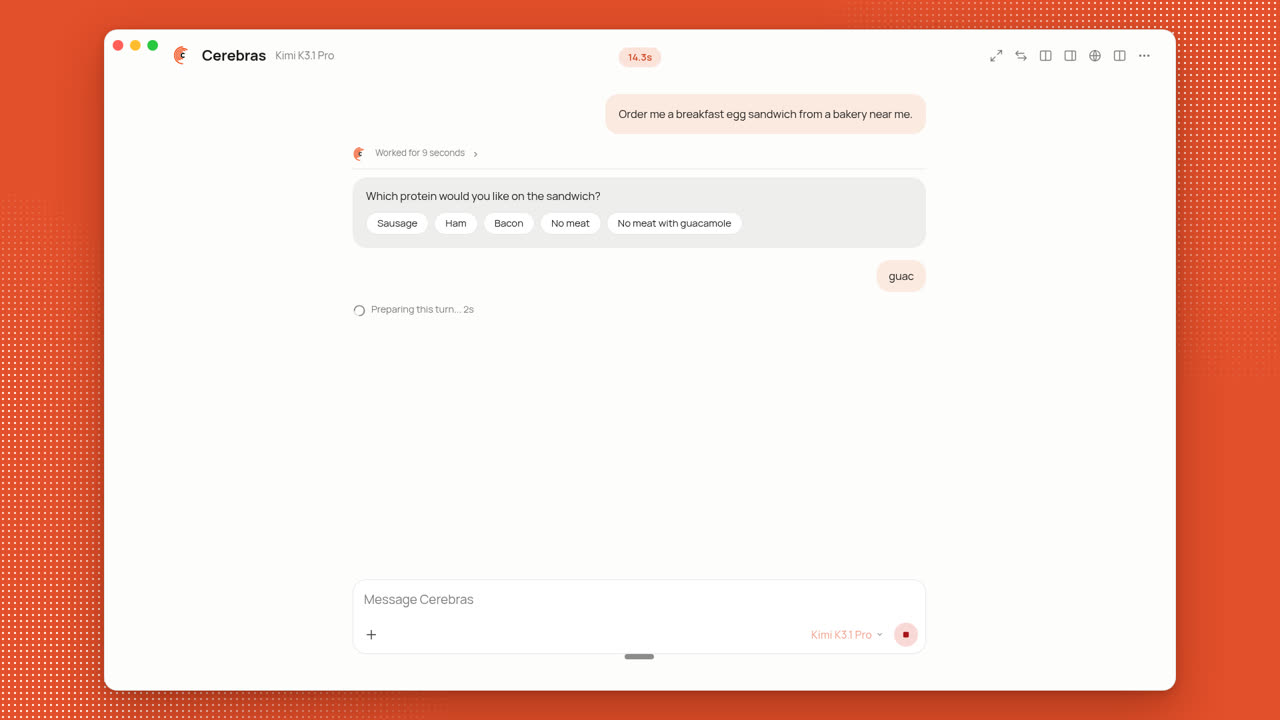 Cerebras Kimi K3.1 Pro
14.3s
Order me a breakfast egg sandwich from a bakery near me.
Worked for 9 seconds
Which protein would you like on the sandwich?
Sausage Ham Bacon No meat No meat with guacamole
guac
Preparing this turn... 2s
Message Cerebras
Kimi K3.1 Pro